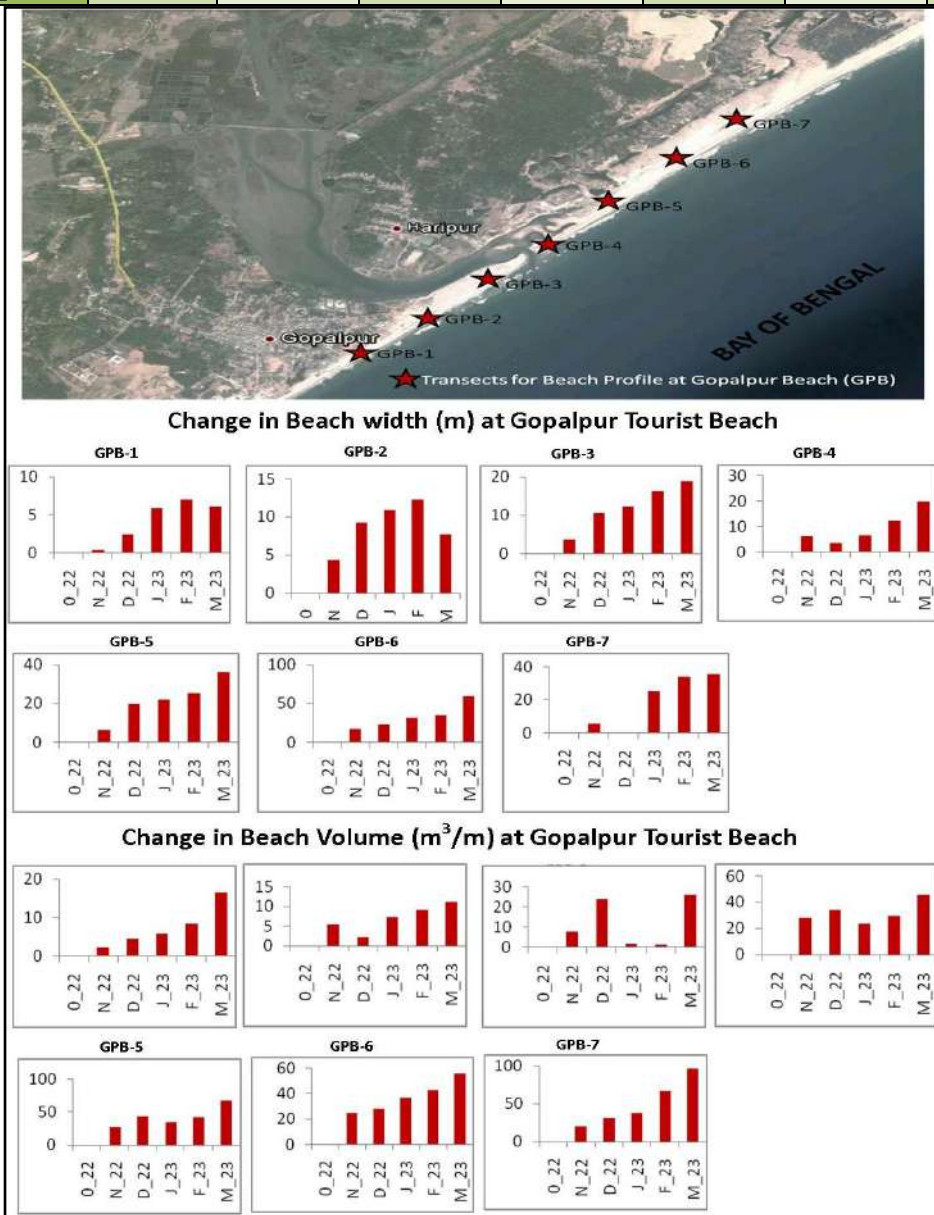 GPB-7
GPB-6
GPB-5
Haripur
GPB-4
GPB-3
BAY OF BENGAL
GPB-2
Gopalpur
GPB-1
Transects for Beach Profile at Gopalpur Beach (GPB)
Change in Beach width (m) at Gopalpur Tourist Beach
GPB-1 GPB-2 GPB-3 GPB-4
10 5 0
O_22 N_22 D_22 J_23 F_23 M_23
15 10 5 0
O N D J F M
20 10 0
O_22 N_22 D_22 J_23 F_23 M_23
30 20 10 0
O_22 N_22 D_22 J_23 F_23 M_23
GPB-5 GPB-6 GPB-7
40 20 0
O_22 N_22 D_22 J_23 F_23 M_23
100 50 0
O_22 N_22 D_22 J_23 F_23 M_23
40 20 0
O_22 N_22 D_22 J_23 F_23 M_23
Change in Beach Volume (m³/m) at Gopalpur Tourist Beach
20 10 0
O_22 N_22 D_22 J_23 F_23 M_23
15 10 5 0
O_22 N_22 D_22 J_23 F_23 M_23
30 20 10 0
O_22 N_22 D_22 J_23 F_23 M_23
60 40 20 0
O_22 N_22 D_22 J_23 F_23 M_23
GPB-5 GPB-6 GPB-7
100 50 0
O_22 N_22 D_22 J_23 F_23 M_23
60 40 20 0
O_22 N_22 D_22 J_23 F_23 M_23
100 50 0
O_22 N_22 D_22 J_23 F_23 M_23